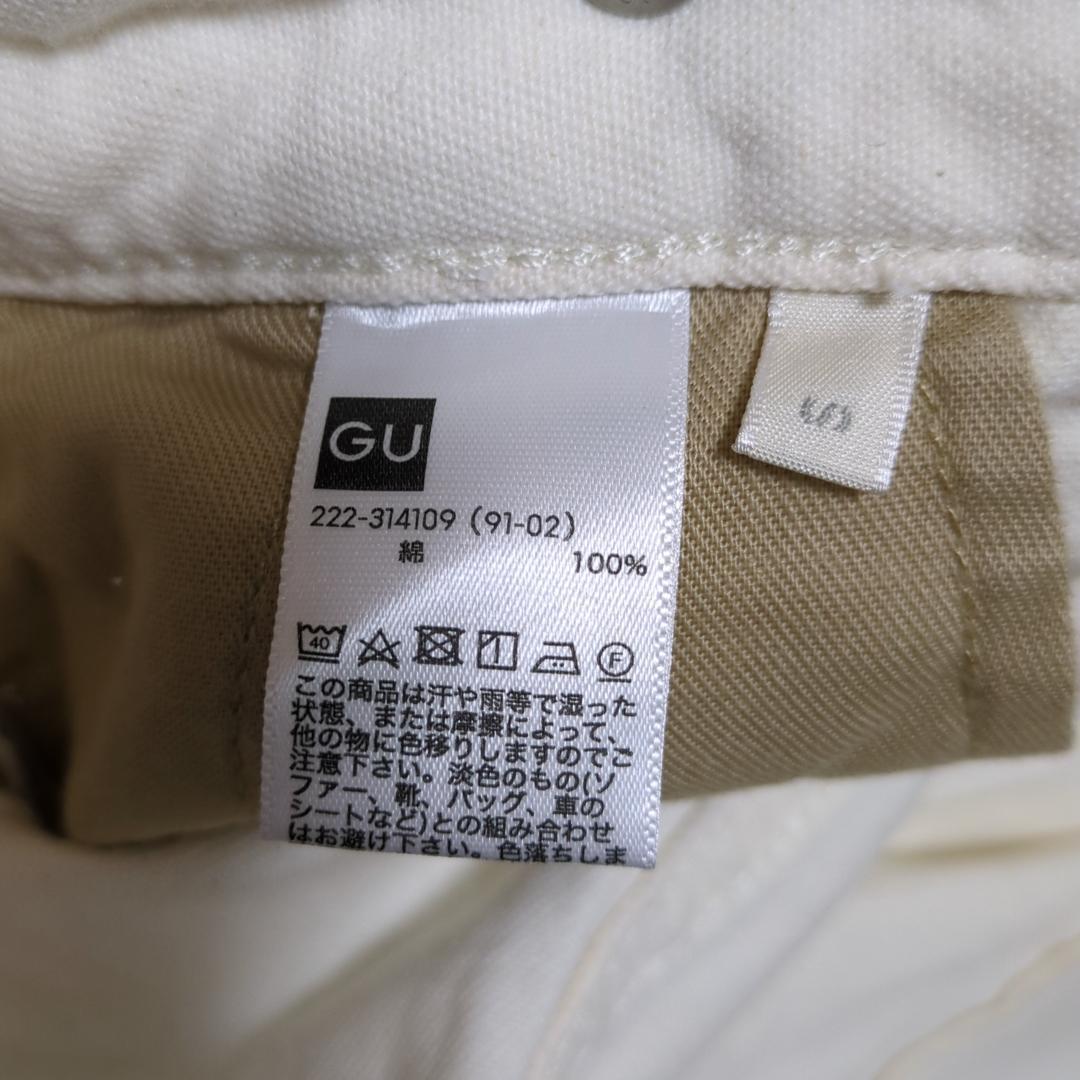 GU
222-314109 (91-02)
綿 100%
40
F
この商品は汗や雨等で湿った
状態、または摩擦によって、
他の物に色移りしますのでご
注意下さい。淡色のもの(ソ
ファー、靴、バッグ、車の
シートなど)との組み合わせ
はお避け下さい。色落ちしま
S